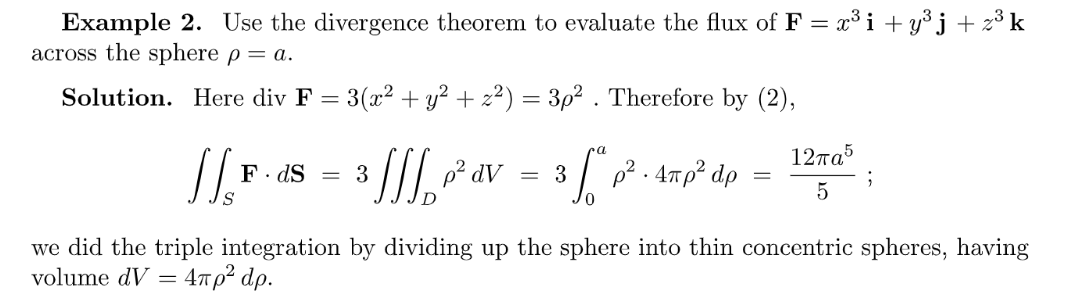 Example 2. Use the divergence theorem to evaluate the flux of F = x³ i + y³ j + z³ k
across the sphere ρ = a.
Solution. Here div F = 3(x² + y² + z²) = 3ρ² . Therefore by (2),
∬_S F · dS = 3 ∭_D ρ² dV = 3 ∫_0^a ρ² · 4πρ² dρ = 12πa⁵/5 ;
we did the triple integration by dividing up the sphere into thin concentric spheres, having
volume dV = 4πρ² dρ.